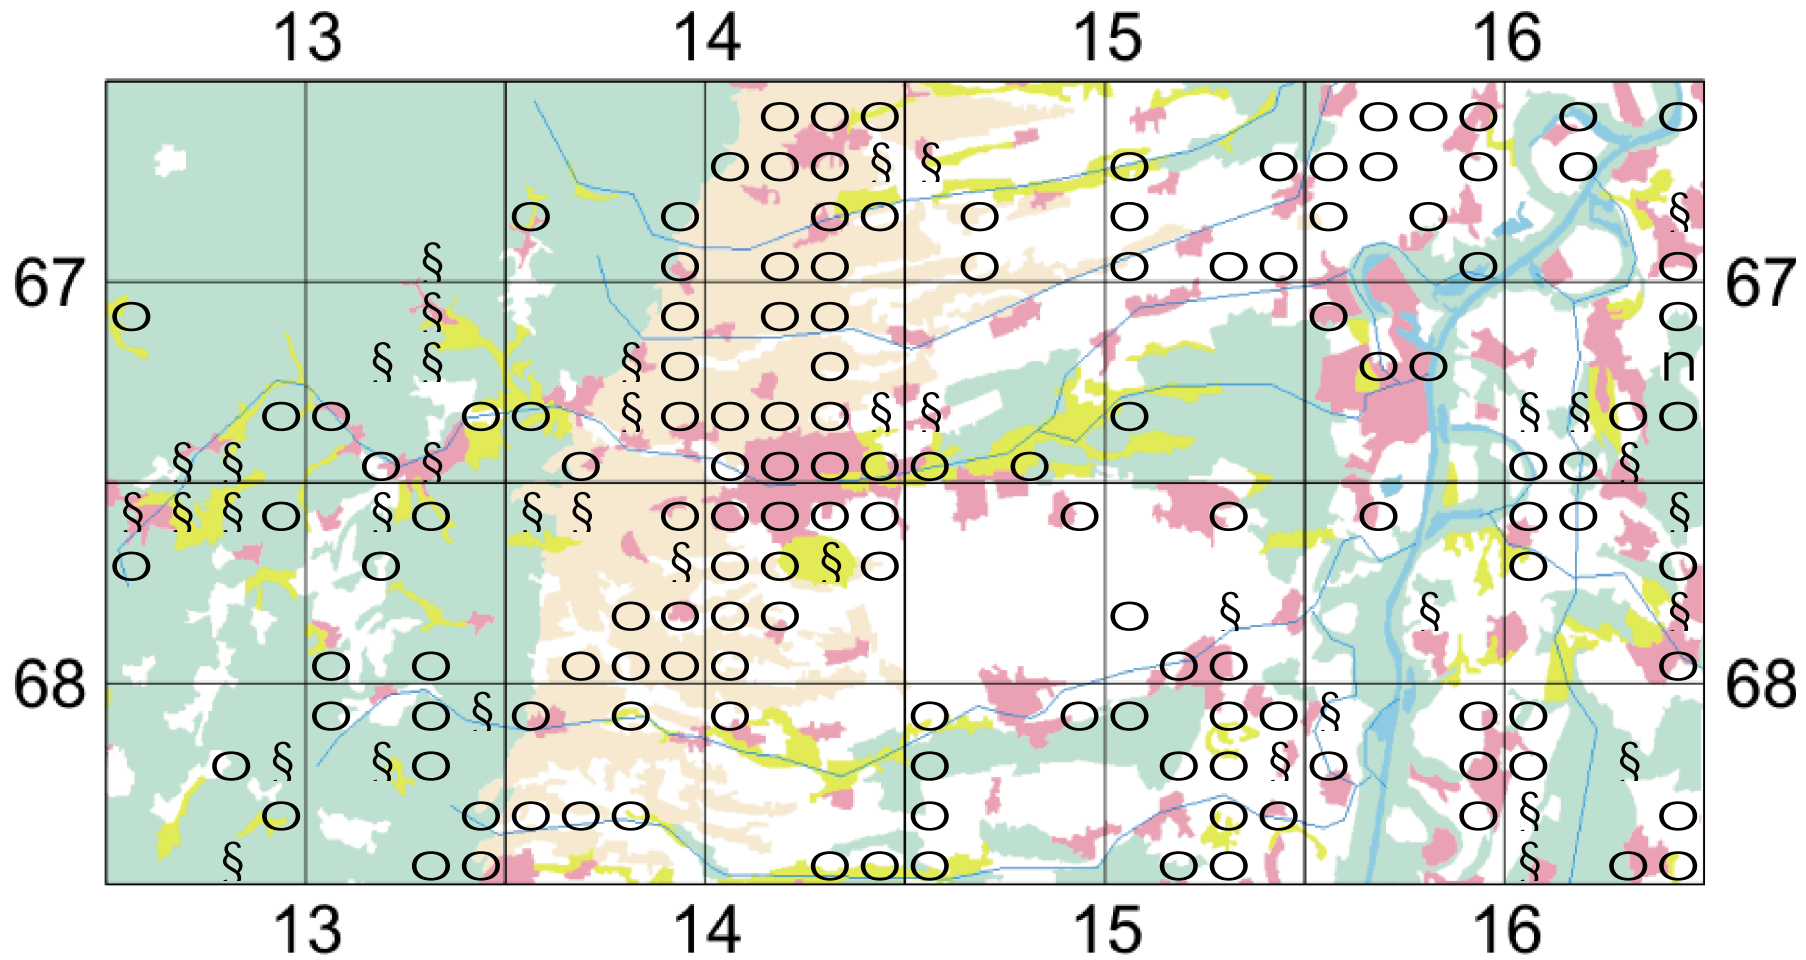 13 14 15 16
O O O O O O O O
O O O § § O O O O O O
O O O O O O O O §
§ O O O O O O O O O
67 67
O § O O O O O
§ § § O O O O n
O O O O § O O O O § § O § § O O
§ § O § O O O O O O O O O §
§ § § O § O § § O O O O O O O O O O §
O O § O O § O O O
O O O O O § § §
O O O O O O O O O
68 68
O O § O O O O O O O O § O O
O § § O O O O § O O O §
O O O O O O O O O § O
§ O O O O O O O § O O
13 14 15 16